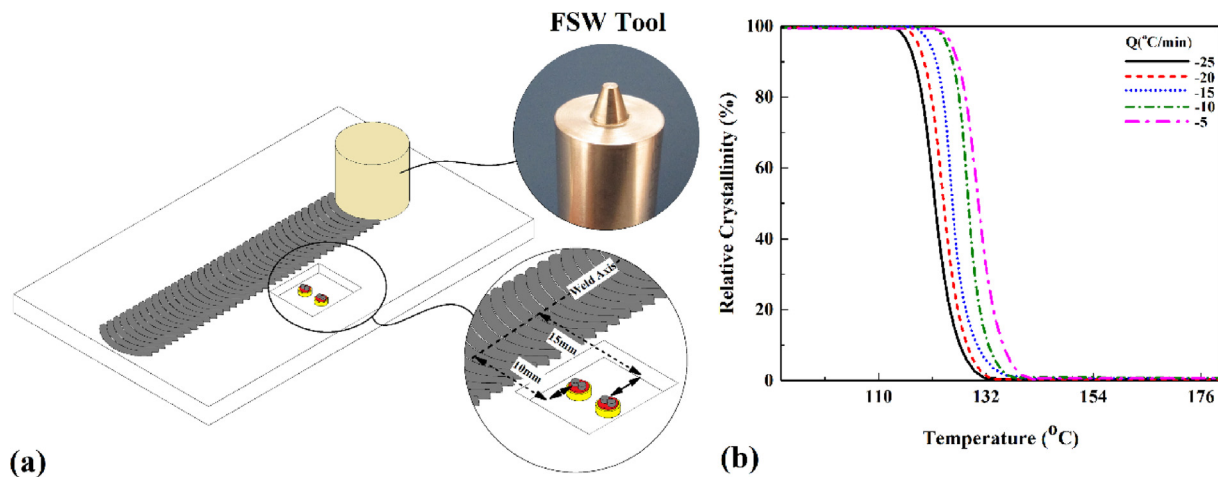 FSW Tool
Weld Axis
15mm
10mm
(a)
100
80
60
40
20
0
Relative Crystallinity (%)
110
132
154
176
Temperature (°C)
Q(°C/min)
-25
-20
-15
-10
-5
(b)